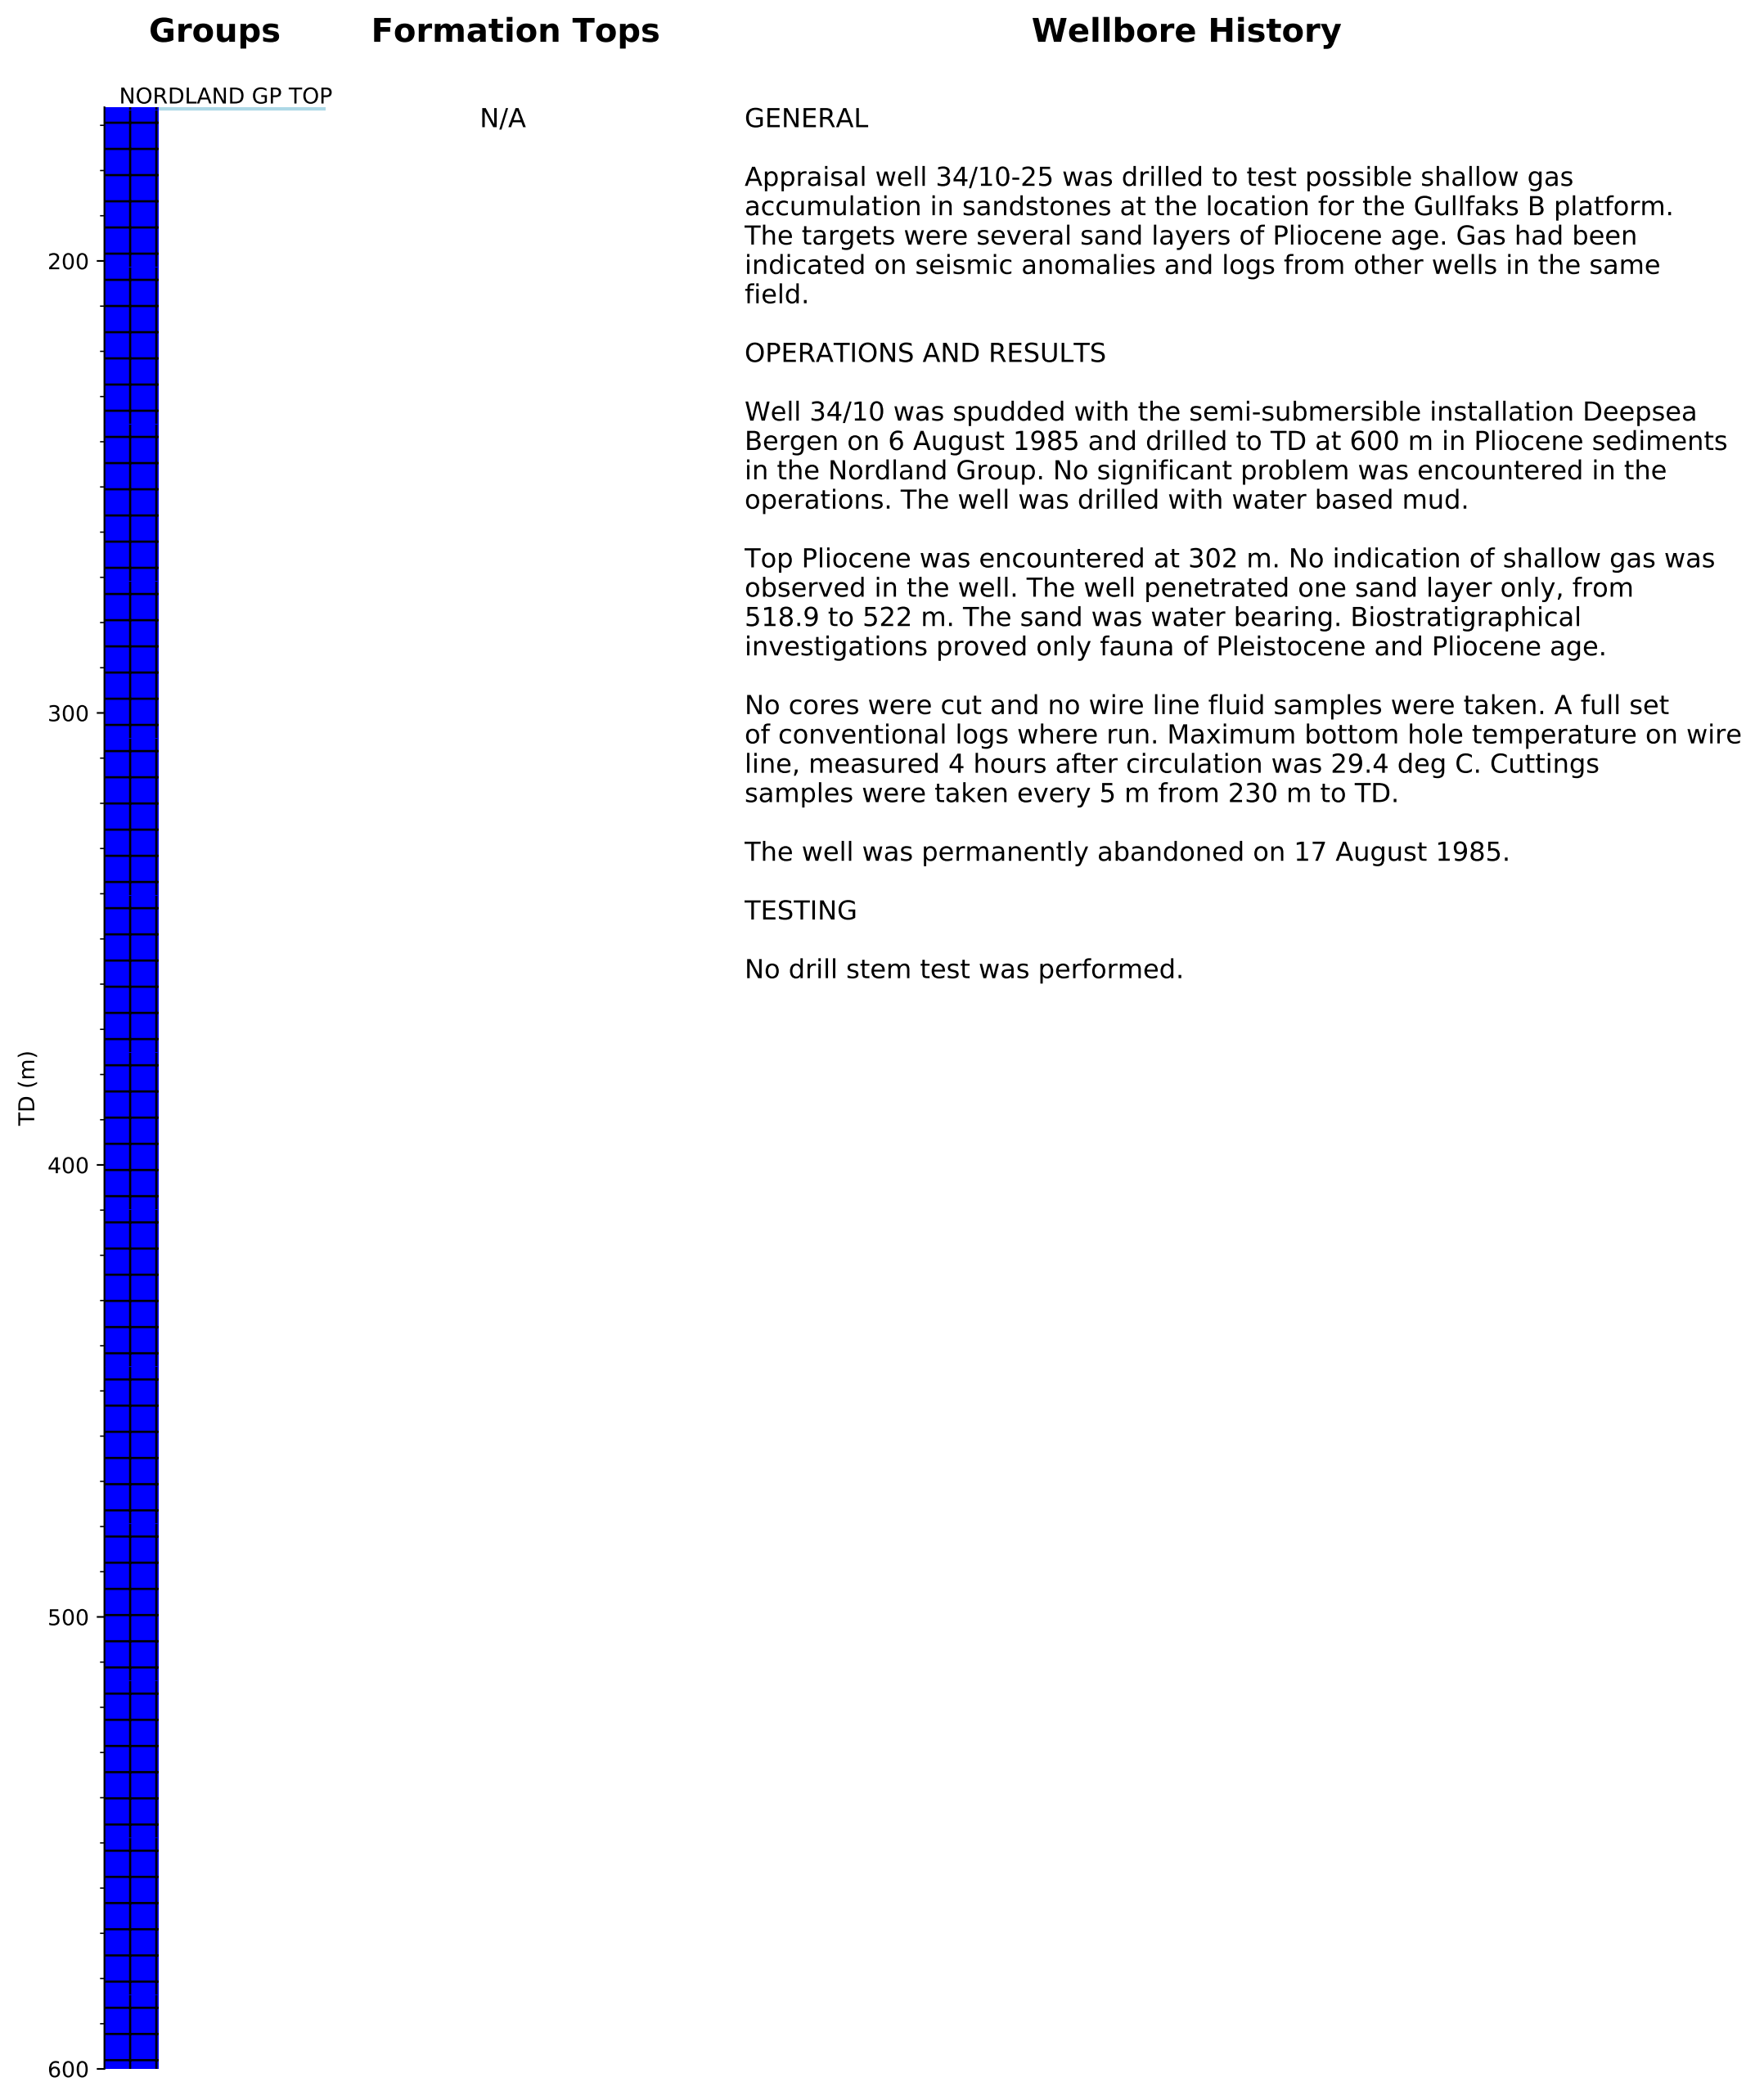 Groups
Formation Tops
Wellbore History
NORDLAND GP TOP
N/A
GENERAL
Appraisal well 34/10-25 was drilled to test possible shallow gas
accumulation in sandstones at the location for the Gullfaks B platform.
The targets were several sand layers of Pliocene age. Gas had been
indicated on seismic anomalies and logs from other wells in the same
field.
OPERATIONS AND RESULTS
Well 34/10 was spudded with the semi-submersible installation Deepsea
Bergen on 6 August 1985 and drilled to TD at 600 m in Pliocene sediments
in the Nordland Group. No significant problem was encountered in the
operations. The well was drilled with water based mud.
Top Pliocene was encountered at 302 m. No indication of shallow gas was
observed in the well. The well penetrated one sand layer only, from
518.9 to 522 m. The sand was water bearing. Biostratigraphical
investigations proved only fauna of Pleistocene and Pliocene age.
No cores were cut and no wire line fluid samples were taken. A full set
of conventional logs where run. Maximum bottom hole temperature on wire
line, measured 4 hours after circulation was 29.4 deg C. Cuttings
samples were taken every 5 m from 230 m to TD.
The well was permanently abandoned on 17 August 1985.
TESTING
No drill stem test was performed.
TD (m)
200
300
400
500
600